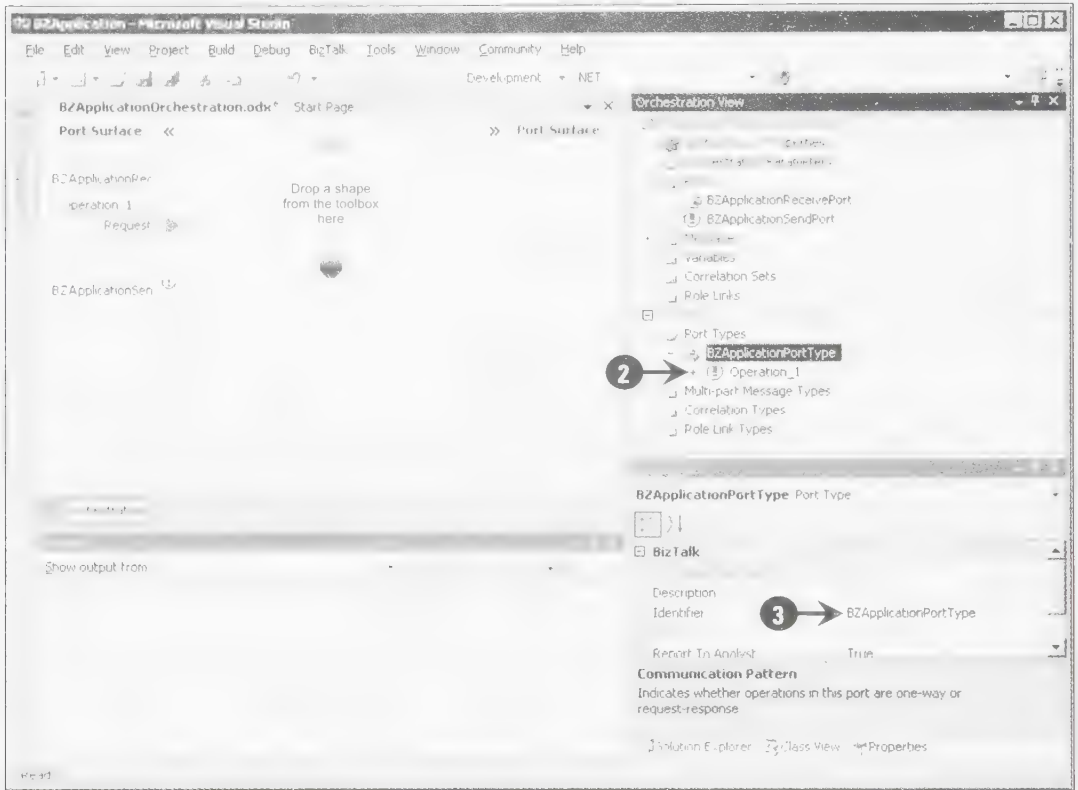 BZApplication - Microsoft Visual Studio
File Edit View Project Build Debug BizTalk Tools Window Community Help
Development NET
BZApplicationOrchestration.odx* Start Page
Port Surface « » Port Surface
BZApplicationRec
peration_1
Request
Drop a shape
from the toolbox
here
BZApplicationSen
Show output from
Orchestration View
BZApplicationReceivePort
BZApplicationSendPort
Variables
Correlation Sets
Role Links
Port Types
BZApplicationPortType
2
Operation_1
Multi-part Message Types
Correlation Types
Role Link Types
BZApplicationPortType Port Type
BizTalk
Description
Identifier 3 BZApplicationPortType
Report To Analyst True
Communication Pattern
Indicates whether operations in this port are one-way or
request-response
Solution Explorer Class View Properties